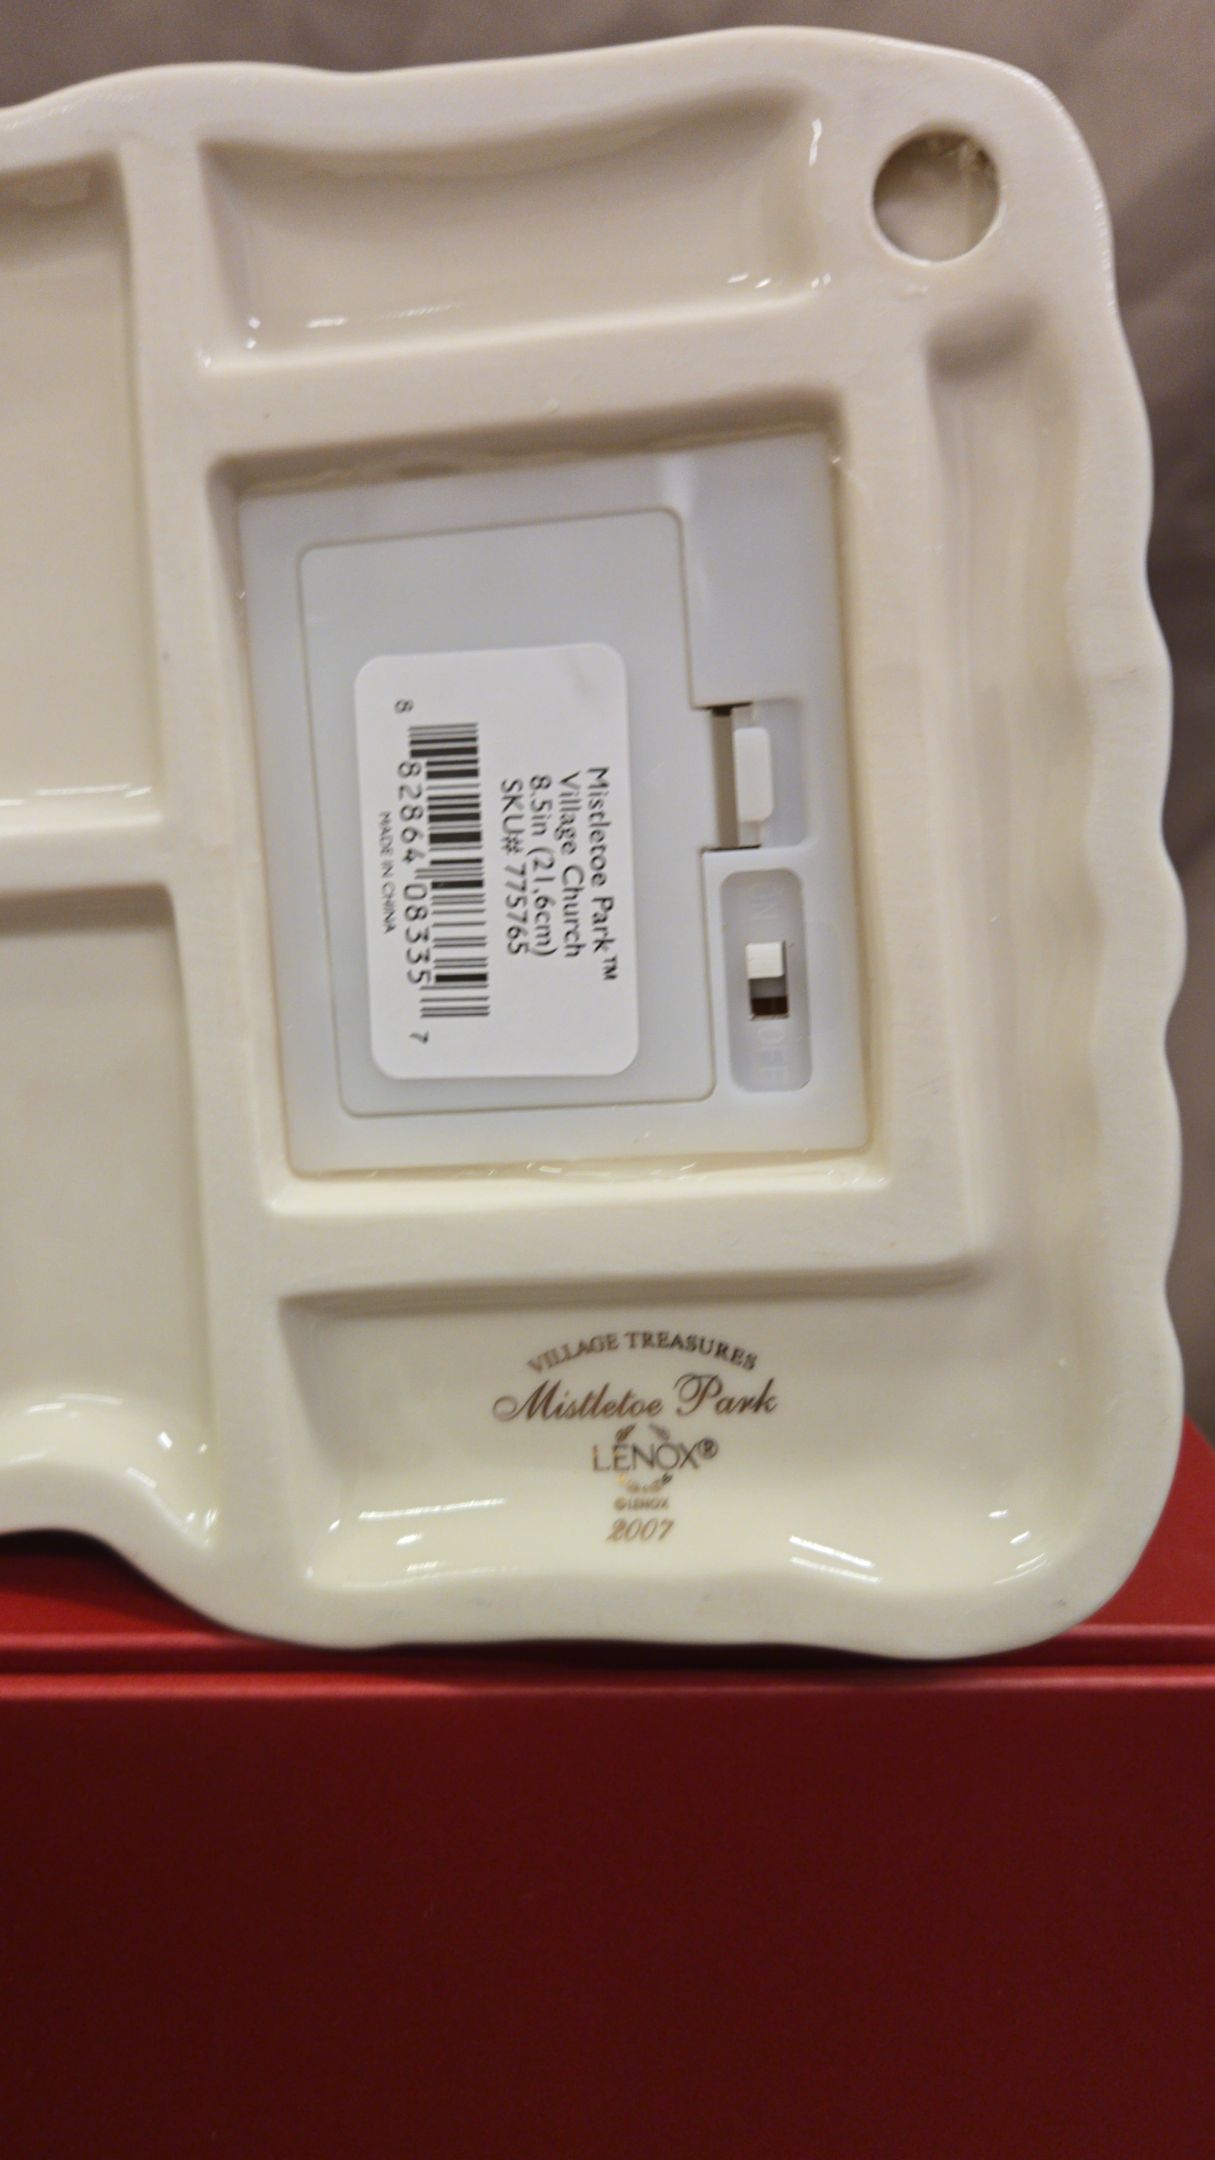 Mistletoe Park™
Village Church
8.5in (21.6cm)
SKU# 775765
8 82864 08335 7
MADE IN CHINA
ON
OFF
VILLAGE TREASURES
Mistletoe Park
LENOX®
©LENOX
2007